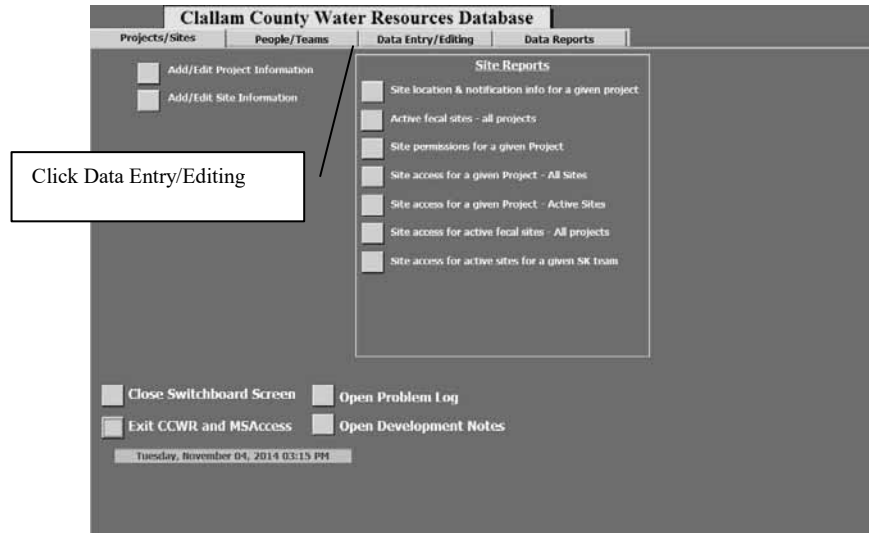 Clallam County Water Resources Database
Projects/Sites People/Teams Data Entry/Editing Data Reports
Add/Edit Project Information
Add/Edit Site Information
Site Reports
Site location & notification info for a given project
Active fecal sites - all projects
Site permissions for a given Project
Site access for a given Project - All Sites
Site access for a given Project - Active Sites
Site access for active fecal sites - All projects
Site access for active sites for a given SK team
Click Data Entry/Editing
Close Switchboard Screen
Open Problem Log
Exit CCWR and MSAccess
Open Development Notes
Tuesday, November 04, 2014 03:15 PM